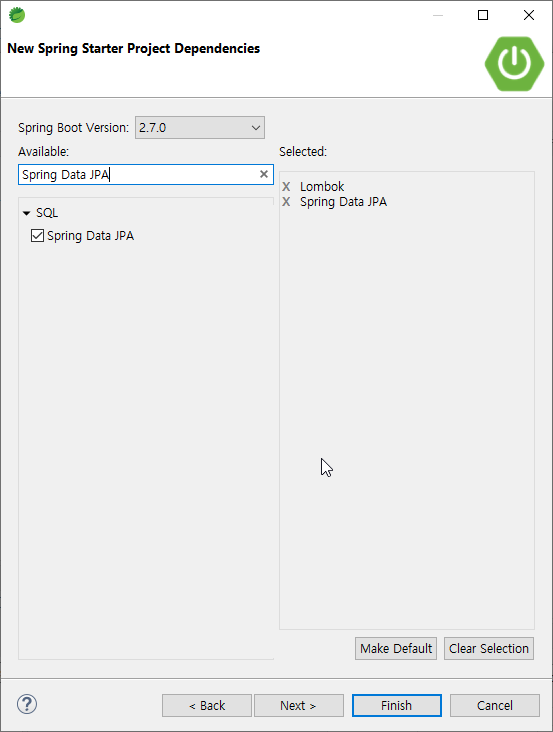 New Spring Starter Project Dependencies
Spring Boot Version: 2.7.0
Available:
Spring Data JPA
SQL
Spring Data JPA
Selected:
X Lombok
X Spring Data JPA
Make Default Clear Selection
? < Back Next > Finish Cancel